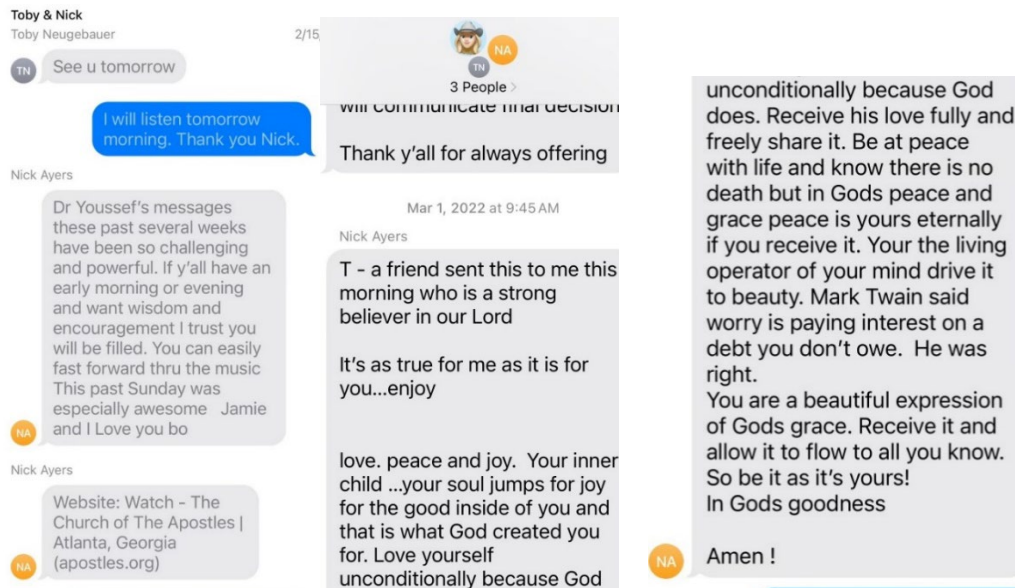 Toby & Nick
Toby Neugebauer
2/15,
TN
See u tomorrow
I will listen tomorrow
morning. Thank you Nick.
Nick Ayers
Dr Youssef's messages
these past several weeks
have been so challenging
and powerful. If y'all have an
early morning or evening
and want wisdom and
encouragement I trust you
will be filled. You can easily
fast forward thru the music
This past Sunday was
especially awesome Jamie
and I Love you bo
NA
Nick Ayers
Website: Watch - The
Church of The Apostles |
Atlanta, Georgia
(apostles.org)
NA
NA
TN
3 People >
will communicate final decision
Thank y'all for always offering
Mar 1, 2022 at 9:45 AM
Nick Ayers
T - a friend sent this to me this
morning who is a strong
believer in our Lord
It's as true for me as it is for
you...enjoy
love. peace and joy. Your inner
child ...your soul jumps for joy
for the good inside of you and
that is what God created you
for. Love yourself
unconditionally because God
unconditionally because God
does. Receive his love fully and
freely share it. Be at peace
with life and know there is no
death but in Gods peace and
grace peace is yours eternally
if you receive it. Your the living
operator of your mind drive it
to beauty. Mark Twain said
worry is paying interest on a
debt you don't owe. He was
right.
You are a beautiful expression
of Gods grace. Receive it and
allow it to flow to all you know.
So be it as it's yours!
In Gods goodness
Amen !
NA